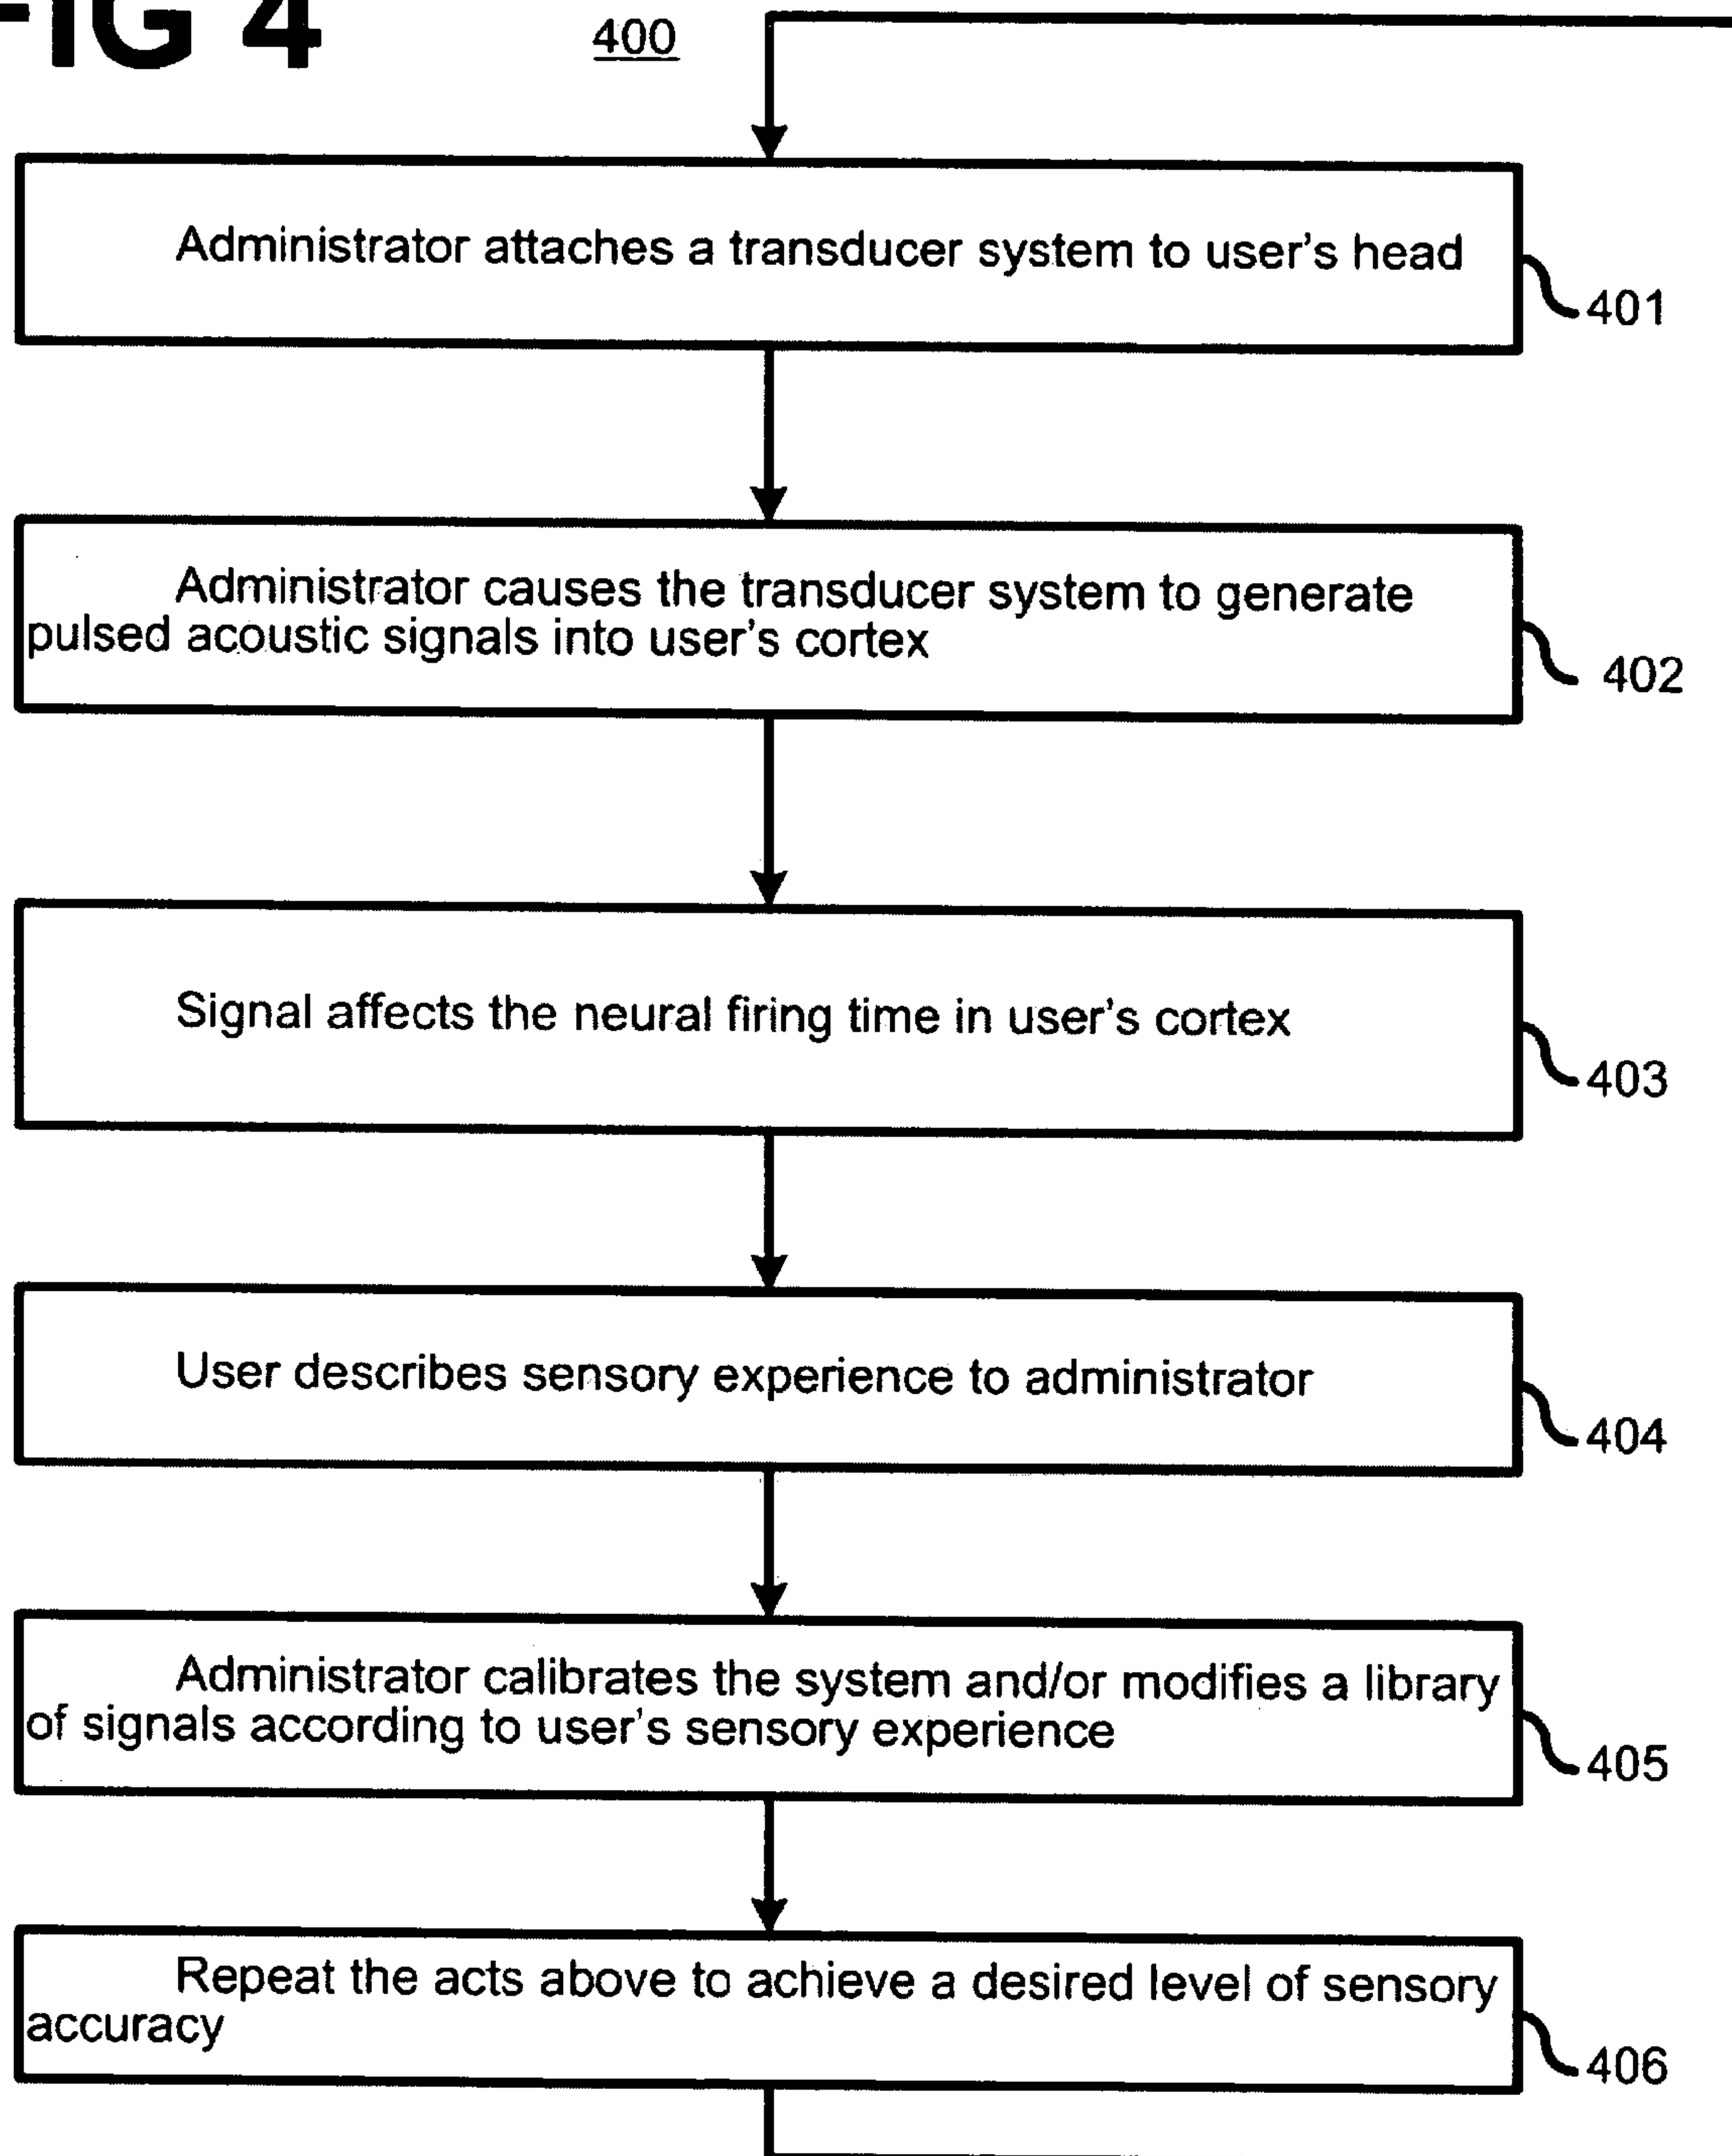 FIG 4
400
Administrator attaches a transducer system to user's head
401
Administrator causes the transducer system to generate
pulsed acoustic signals into user's cortex
402
Signal affects the neural firing time in user's cortex
403
User describes sensory experience to administrator
404
Administrator calibrates the system and/or modifies a library
of signals according to user's sensory experience
405
Repeat the acts above to achieve a desired level of sensory
accuracy
406